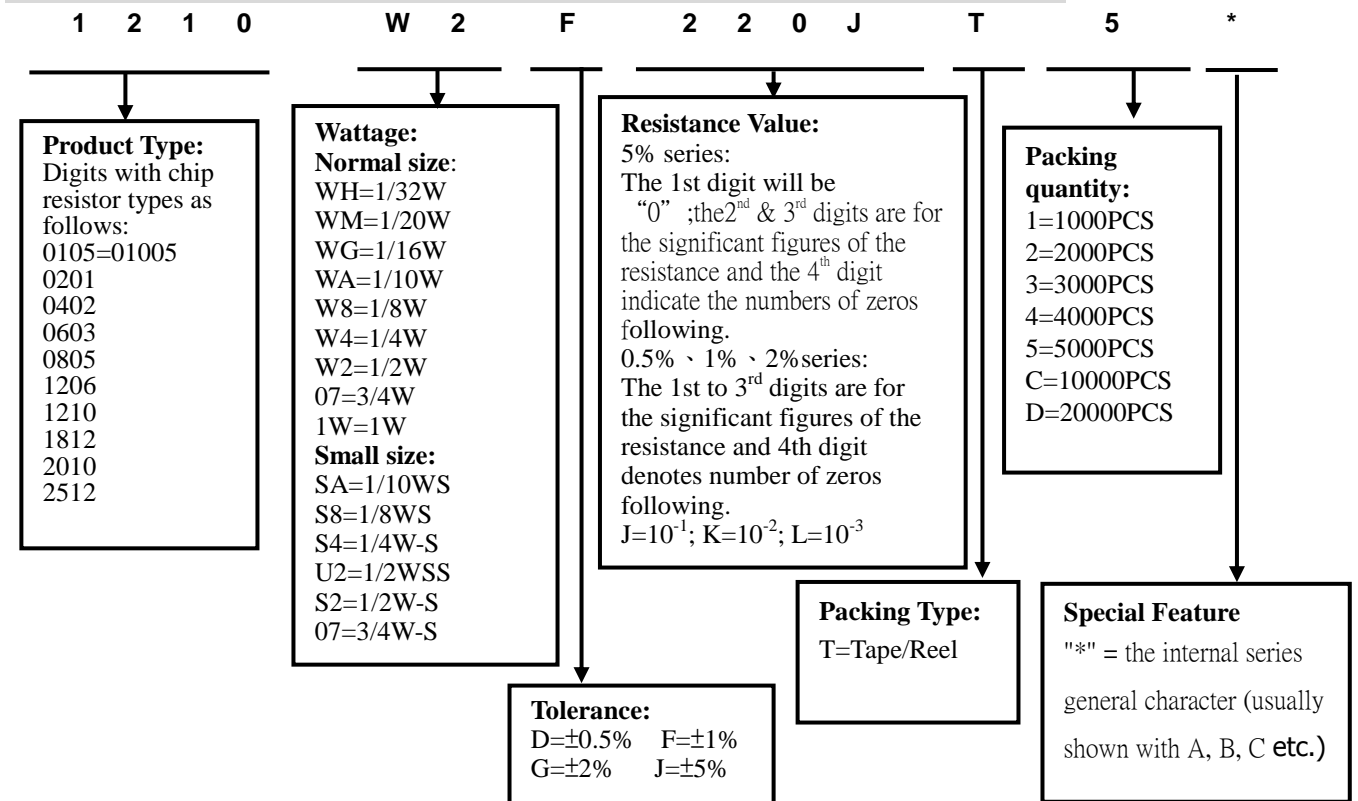 1 2 1 0 W 2 F 2 2 0 J T 5 *
Product Type:
Digits with chip
resistor types as
follows:
0105=01005
0201
0402
0603
0805
1206
1210
1812
2010
2512
Wattage:
Normal size:
WH=1/32W
WM=1/20W
WG=1/16W
WA=1/10W
W8=1/8W
W4=1/4W
W2=1/2W
07=3/4W
1W=1W
Small size:
SA=1/10WS
S8=1/8WS
S4=1/4W-S
U2=1/2WSS
S2=1/2W-S
07=3/4W-S
Tolerance:
D=±0.5% F=±1%
G=±2% J=±5%
Resistance Value:
5% series:
The 1st digit will be
“0” ;the2nd & 3rd digits are for
the significant figures of the
resistance and the 4th digit
indicate the numbers of zeros
following.
0.5%、1%、2%series:
The 1st to 3rd digits are for
the significant figures of the
resistance and 4th digit
denotes number of zeros
following.
J=10-1; K=10-2; L=10-3
Packing Type:
T=Tape/Reel
Packing
quantity:
1=1000PCS
2=2000PCS
3=3000PCS
4=4000PCS
5=5000PCS
C=10000PCS
D=20000PCS
Special Feature
"*" = the internal series
general character (usually
shown with A, B, C etc.)